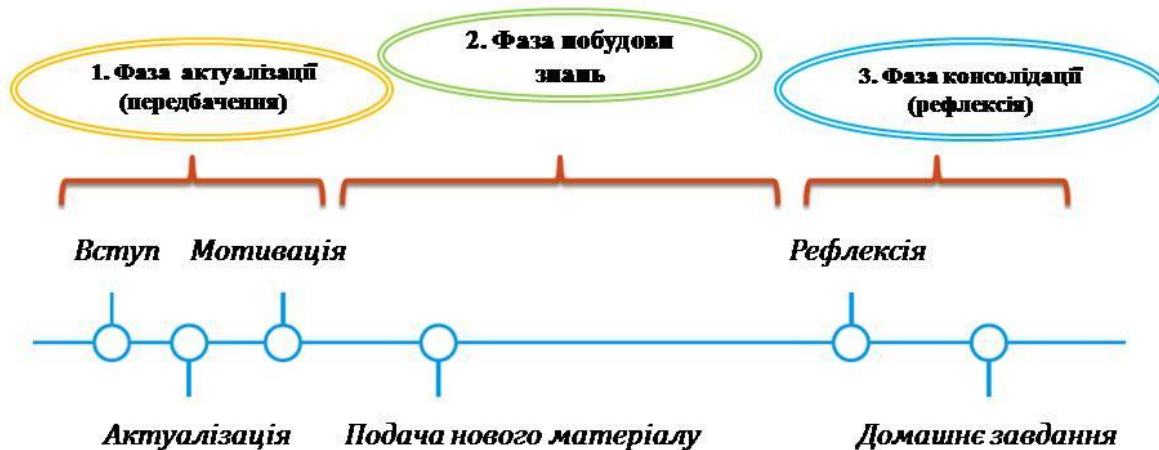 1. Фаза актуалізації
(передбачення)
2. Фаза побудови
знань
3. Фаза консолідації
(рефлексія)
Вступ Мотивація
Рефлексія
Актуалізація
Подача нового матеріалу
Домашнє завдання